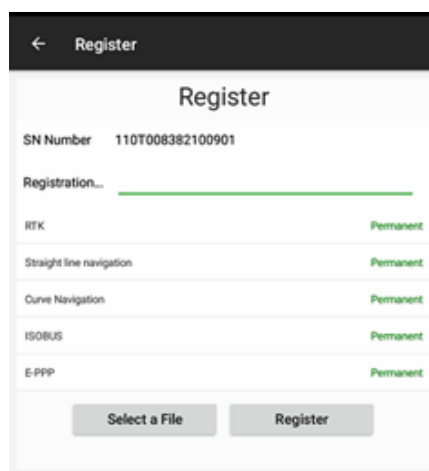 Register
Register
SN Number 110T008382100901
Registration...
RTK Permanent
Straight line navigation Permanent
Curve Navigation Permanent
ISOBUS Permanent
E-PPP Permanent
Select a File Register